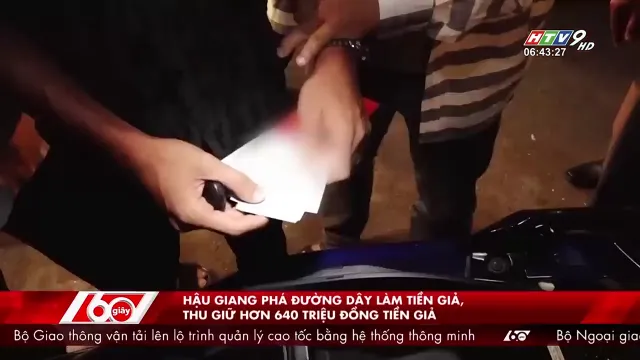 HTV9 HD
06:43:27
60 giây
HẬU GIANG PHÁ ĐƯỜNG DÂY LÀM TIỀN GIẢ,
THU GIỮ HƠN 640 TRIỆU ĐỒNG TIỀN GIẢ
Bộ Giao thông vận tải lên lộ trình quản lý cao tốc bằng hệ thống thông minh 60 Bộ Ngoại gia